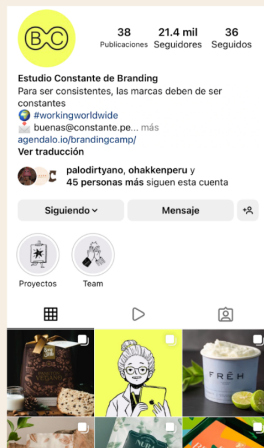 BC
38
21.4 mil
36
Publicaciones
Seguidores
Seguidos
Estudio Constante de Branding
Para ser consistentes, las marcas deben de ser
constantes
🌍 #workingworldwide
📩 buenas@constante.pe... más
agendalo.io/brandingcamp/
Ver traducción
palodirtyano, ohakkenperu y
45 personas más siguen esta cuenta
Siguiendo
Mensaje
Proyectos
Team
FRĒH